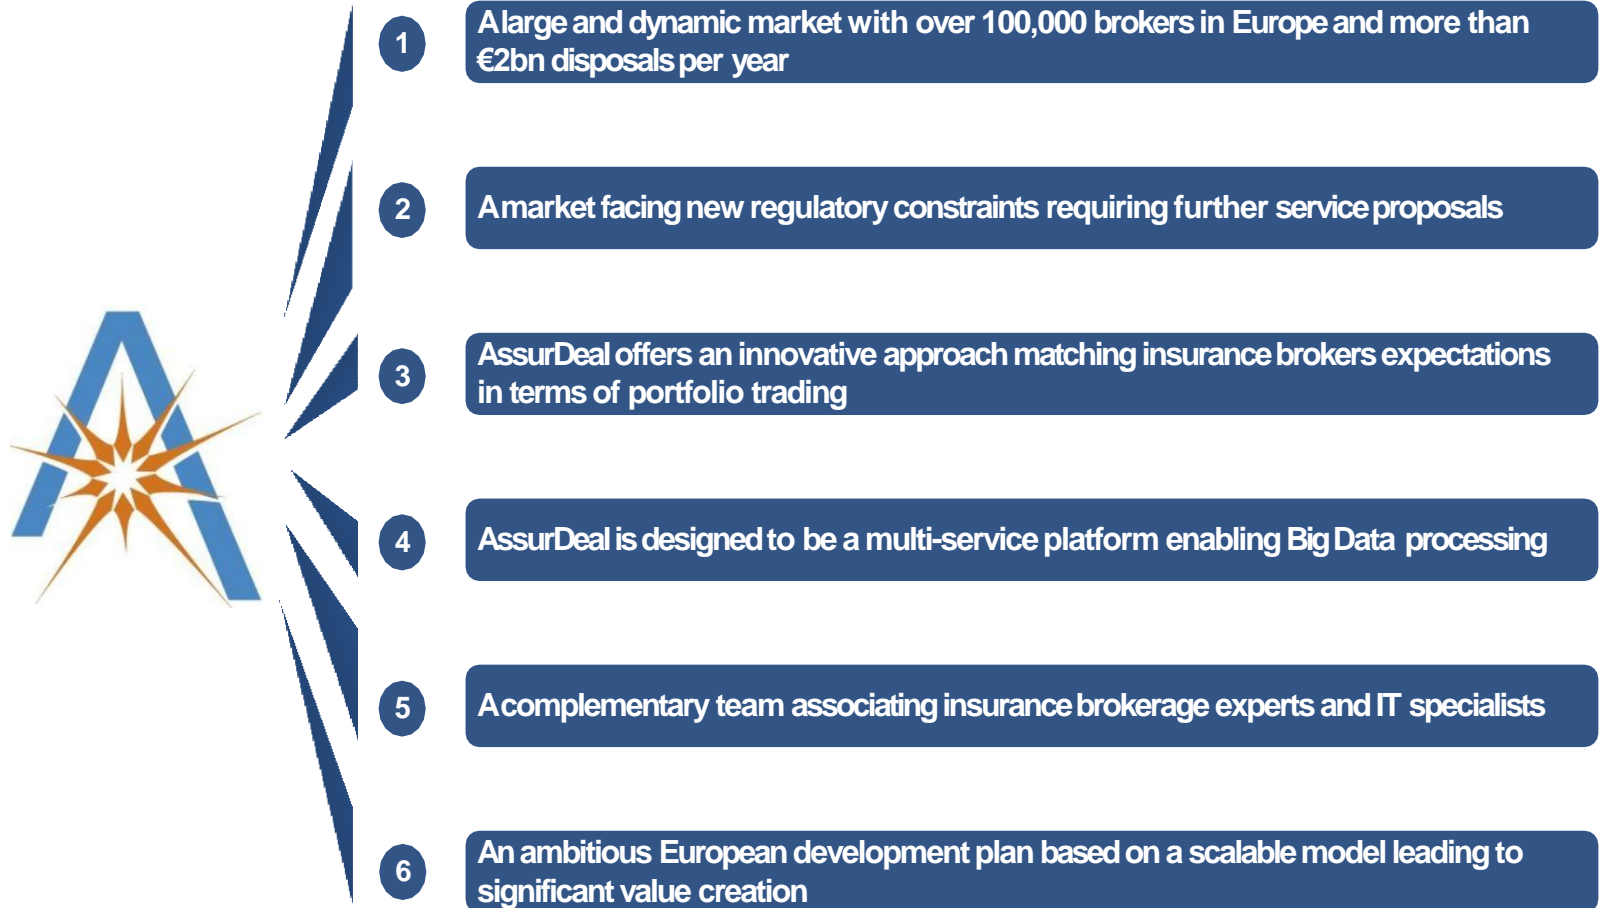 1
A large and dynamic market with over 100,000 brokers in Europe and more than
€2bn disposals per year
2
A market facing new regulatory constraints requiring further service proposals
3
AssurDeal offers an innovative approach matching insurance brokers expectations
in terms of portfolio trading
4
AssurDeal is designed to be a multi-service platform enabling Big Data processing
5
A complementary team associating insurance brokerage experts and IT specialists
6
An ambitious European development plan based on a scalable model leading to
significant value creation